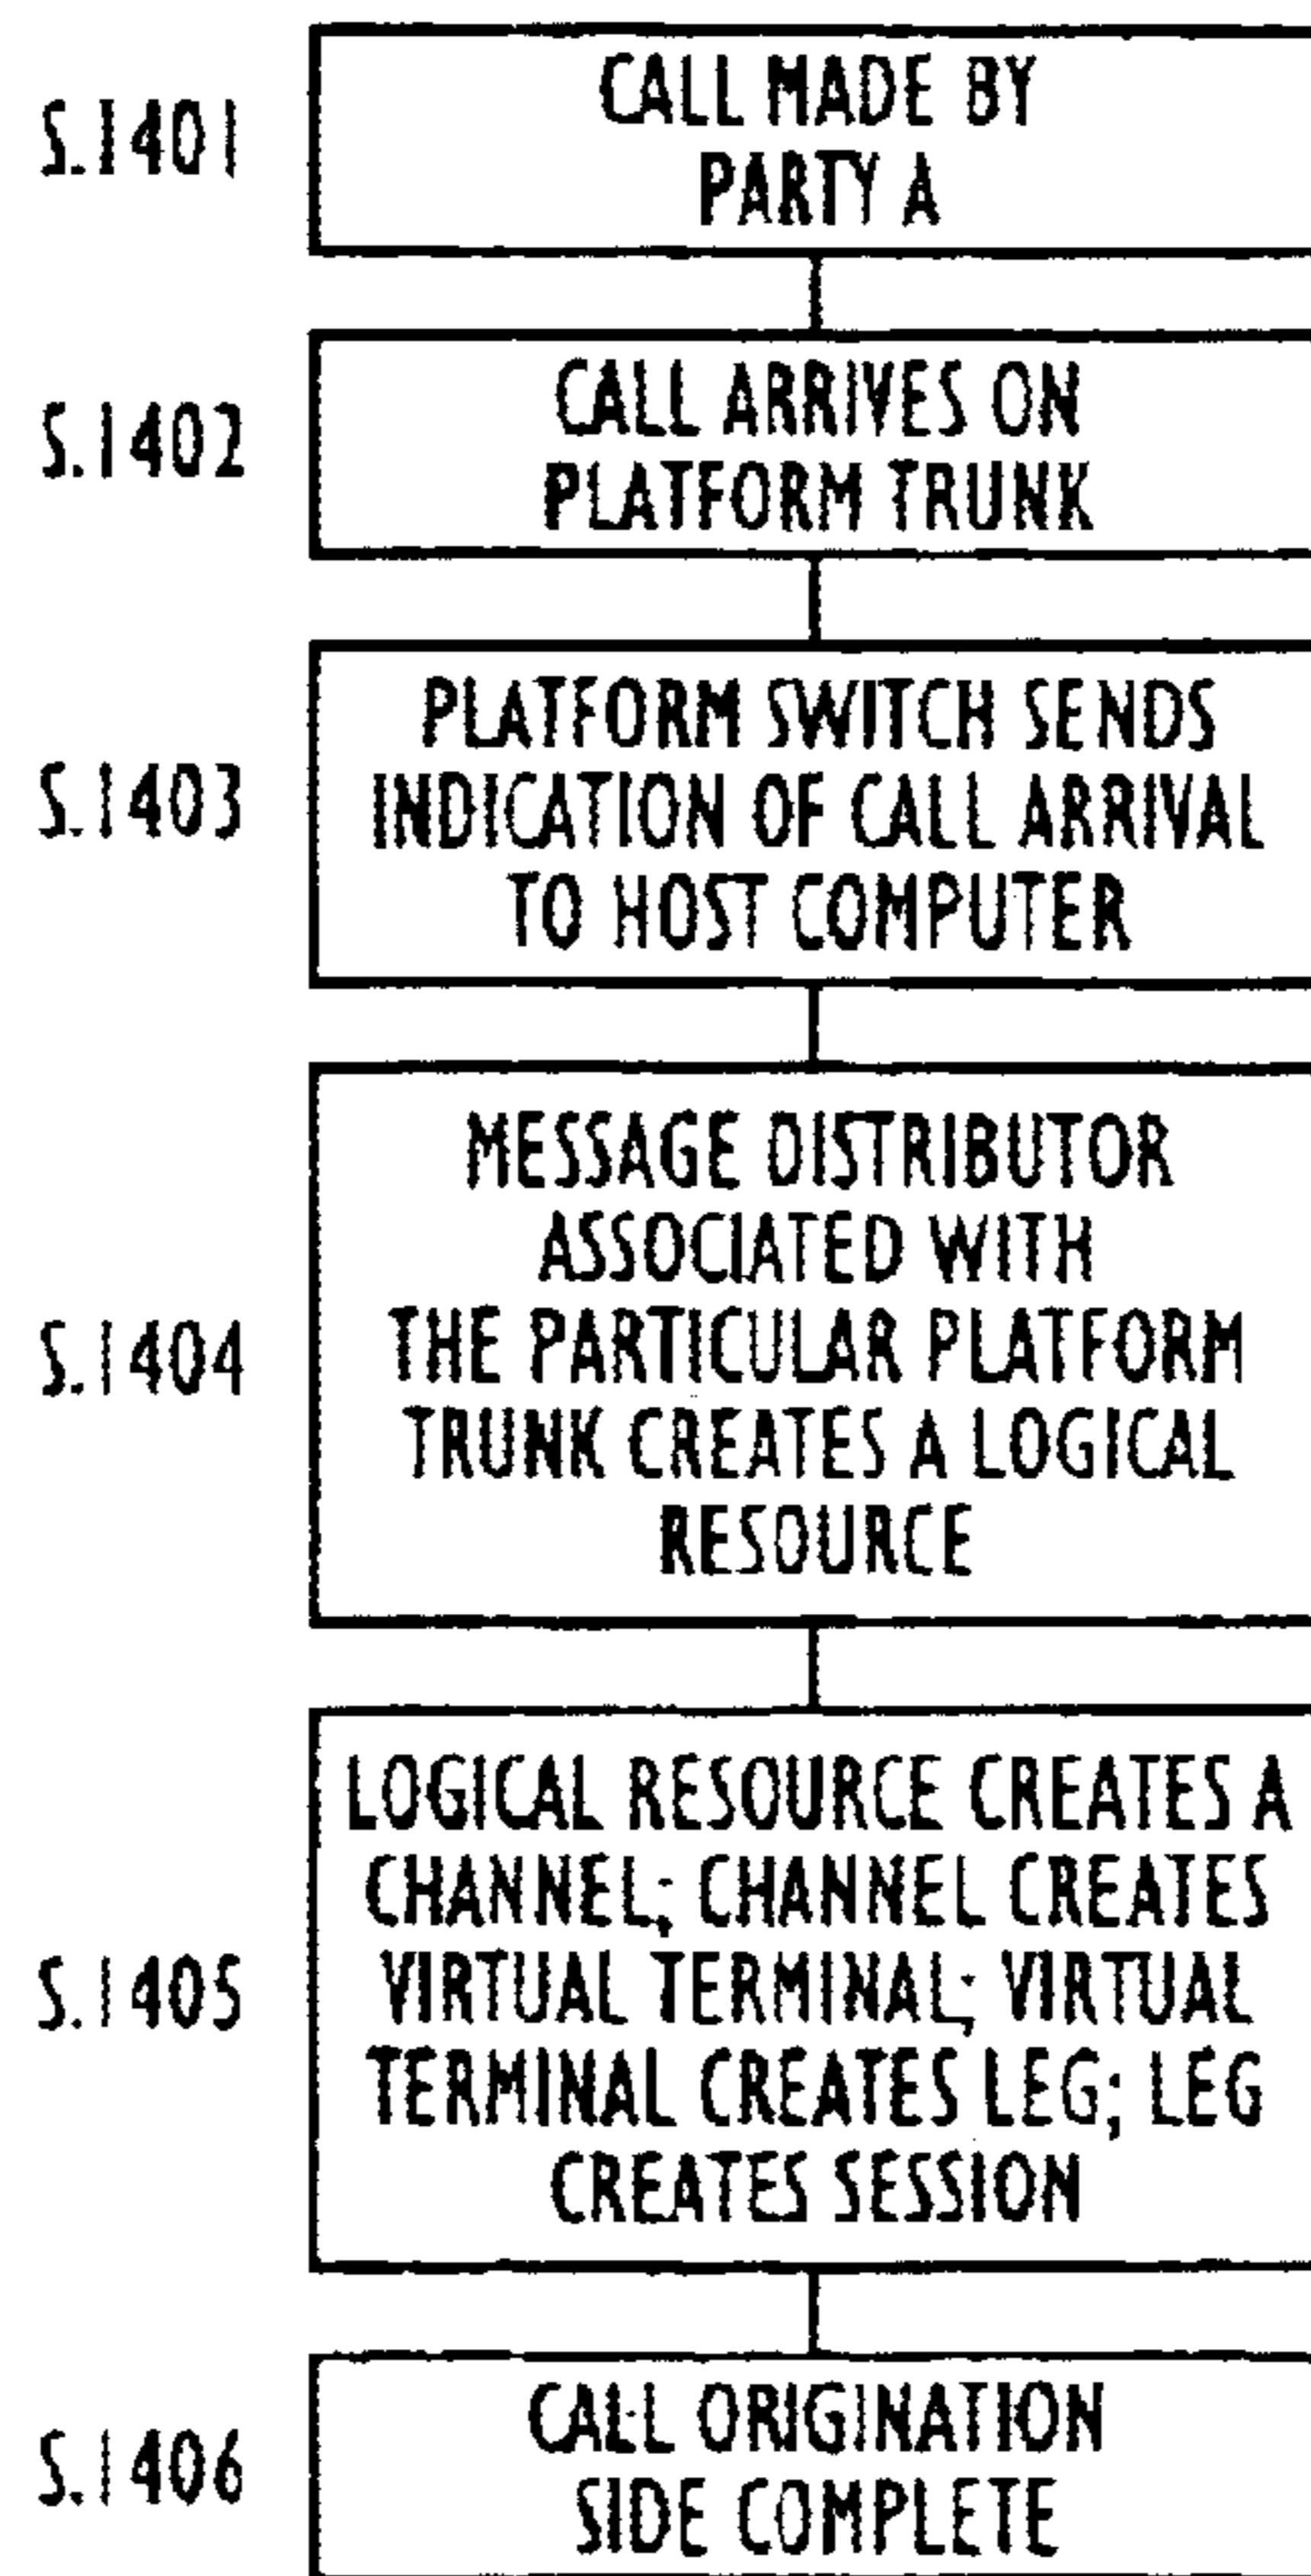 S.1401
CALL MADE BY
PARTY A
S.1402
CALL ARRIVES ON
PLATFORM TRUNK
S.1403
PLATFORM SWITCH SENDS
INDICATION OF CALL ARRIVAL
TO HOST COMPUTER
S.1404
MESSAGE DISTRIBUTOR
ASSOCIATED WITH
THE PARTICULAR PLATFORM
TRUNK CREATES A LOGICAL
RESOURCE
S.1405
LOGICAL RESOURCE CREATES A
CHANNEL; CHANNEL CREATES
VIRTUAL TERMINAL; VIRTUAL
TERMINAL CREATES LEG; LEG
CREATES SESSION
S.1406
CALL ORIGINATION
SIDE COMPLETE